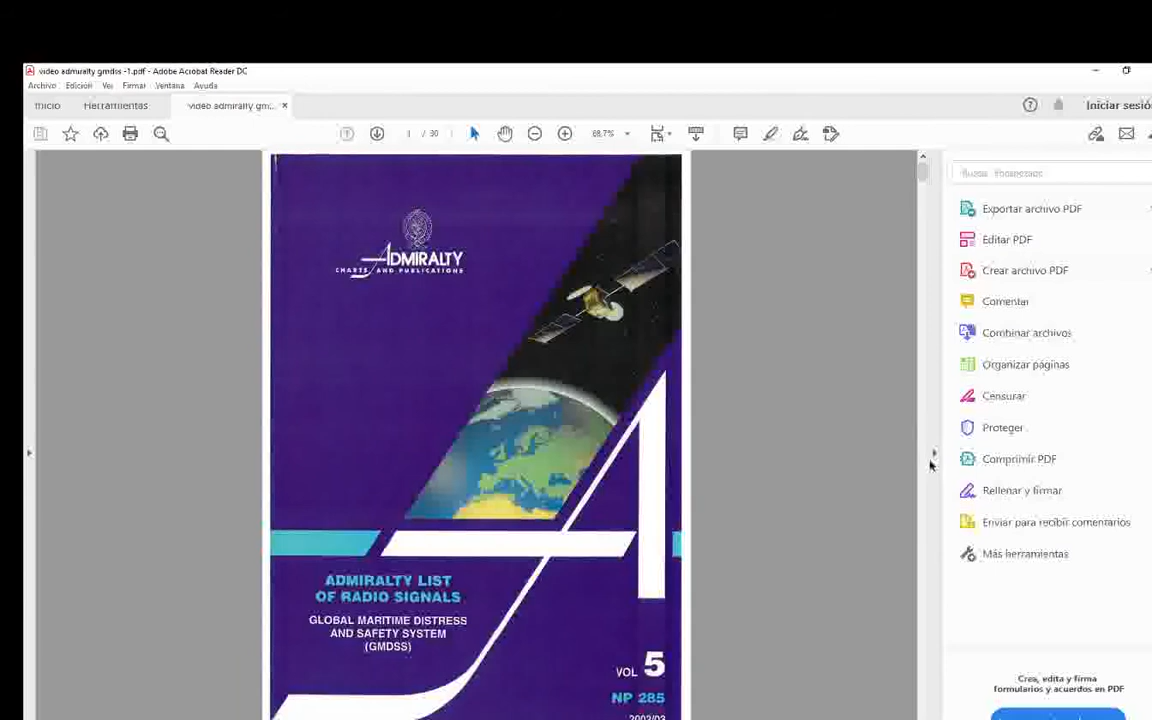 video admiralty gmdss -1.pdf - Adobe Acrobat Reader DC
Archivo Edición Ver Firmar Ventana Ayuda
Inicio Herramientas video admiralty gm... ×
Iniciar sesió
1 / 30 68.7%
ADMIRALTY
CHARTS AND PUBLICATIONS
ADMIRALTY LIST
OF RADIO SIGNALS
GLOBAL MARITIME DISTRESS
AND SAFETY SYSTEM
(GMDSS)
VOL 5
NP 285
2002/03
Exportar archivo PDF
Editar PDF
Crear archivo PDF
Comentar
Combinar archivos
Organizar páginas
Censurar
Proteger
Comprimir PDF
Rellenar y firmar
Enviar para recibir comentarios
Más herramientas
Crea, edita y firma
formularios y acuerdos en PDF